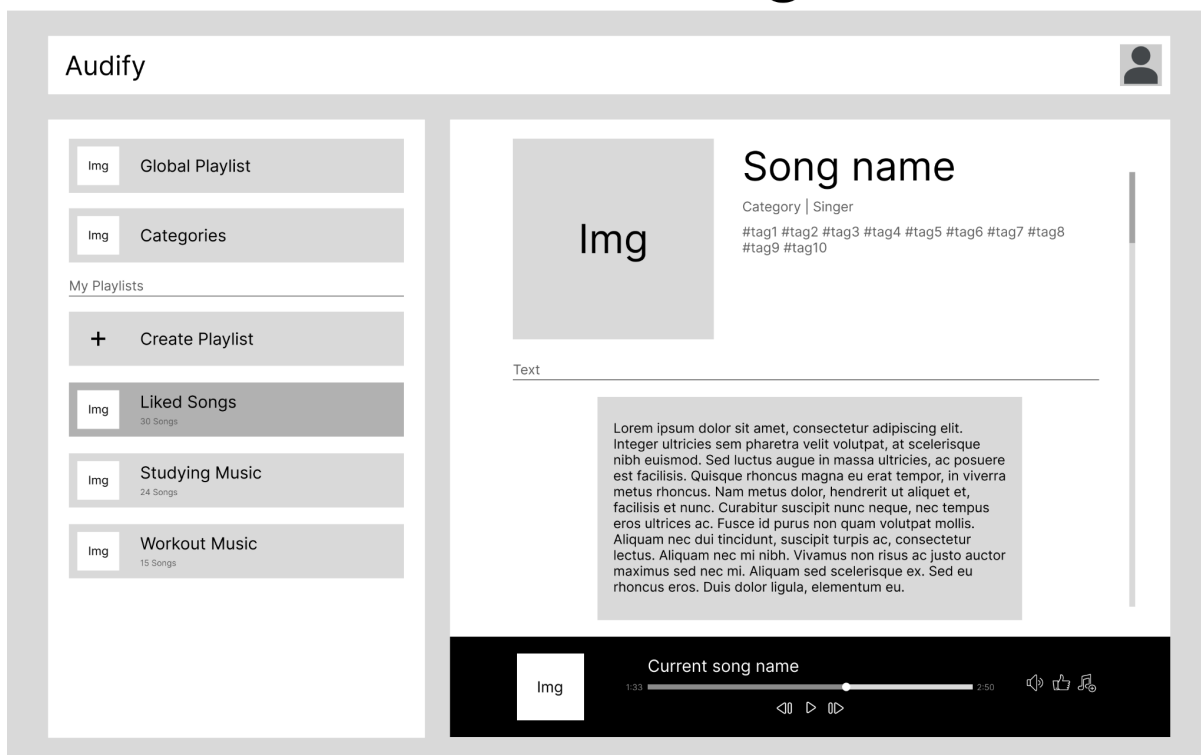 Audify
Img
Global Playlist
Img
Categories
My Playlists
+
Create Playlist
Img
Liked Songs
30 Songs
Img
Studying Music
24 Songs
Img
Workout Music
15 Songs
Img
Song name
Category | Singer
#tag1 #tag2 #tag3 #tag4 #tag5 #tag6 #tag7 #tag8
#tag9 #tag10
Text
Lorem ipsum dolor sit amet, consectetur adipiscing elit.
Integer ultricies sem pharetra velit volutpat, at scelerisque
nibh euismod. Sed luctus augue in massa ultricies, ac posuere
est facilisis. Quisque rhoncus magna eu erat tempor, in viverra
metus rhoncus. Nam metus dolor, hendrerit ut aliquet et,
facilisis et nunc. Curabitur suscipit nunc neque, nec tempus
eros ultrices ac. Fusce id purus non quam volutpat mollis.
Aliquam nec dui tincidunt, suscipit turpis ac, consectetur
lectus. Aliquam nec mi nibh. Vivamus non risus ac justo auctor
maximus sed nec mi. Aliquam sed scelerisque ex. Sed eu
rhoncus eros. Duis dolor ligula, elementum eu.
Img
Current song name
1:33
2:50